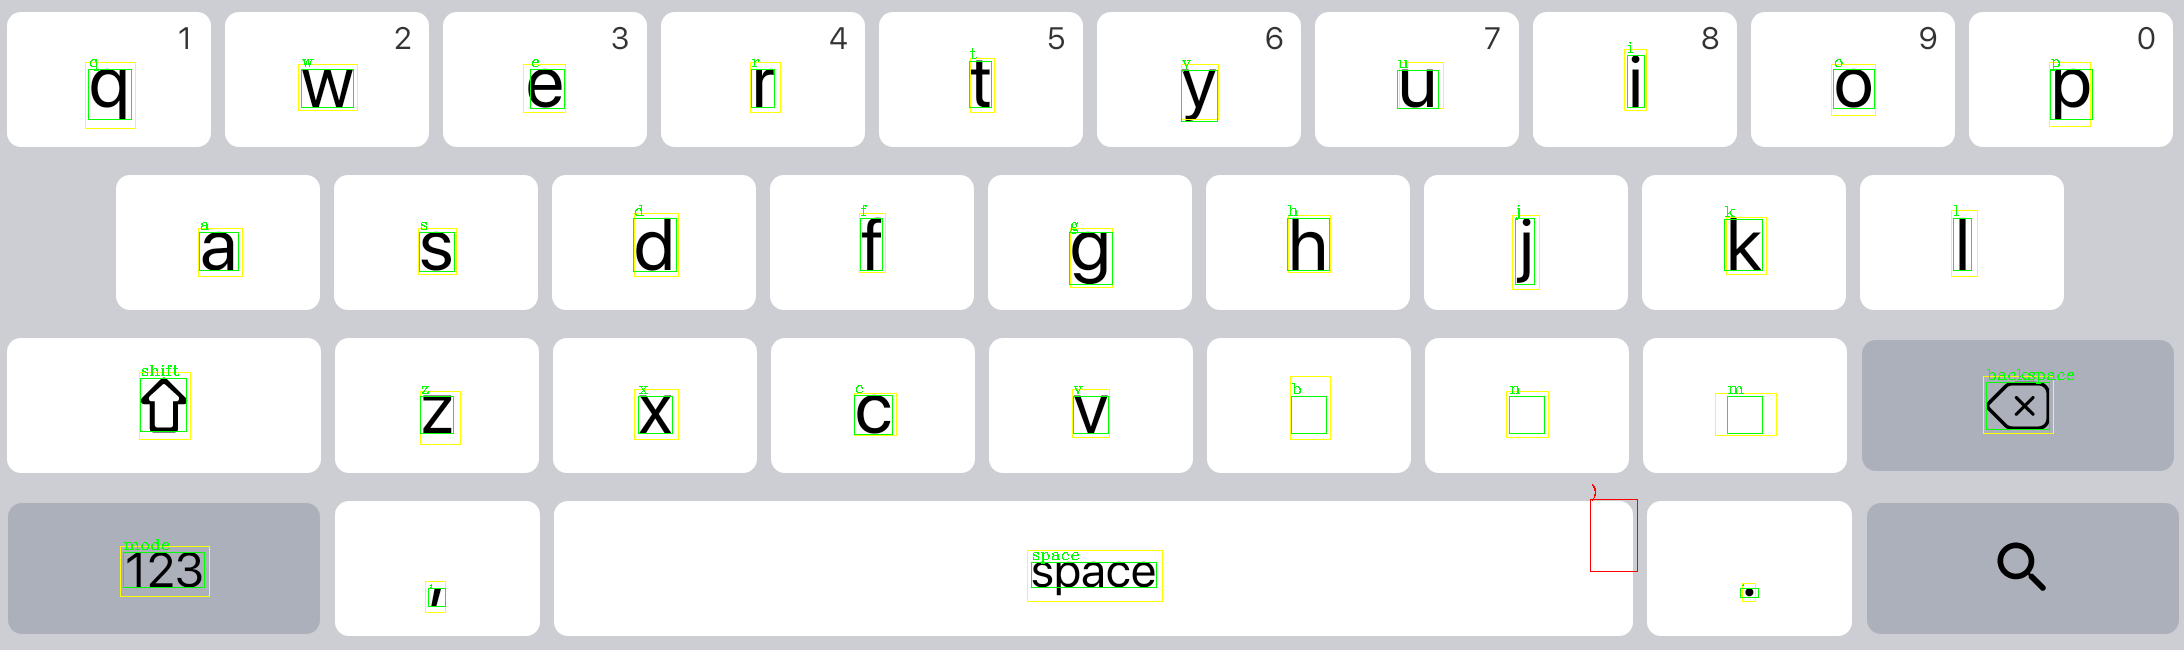 1 2 3 4 5 6 7 8 9 0
q w e r t y u i o p
q w e r t y u i o p
a s d f g h j k l
a s d f g h j k l
shift z x c v b n m backspace
z x c v
)
mode space
123 , space .